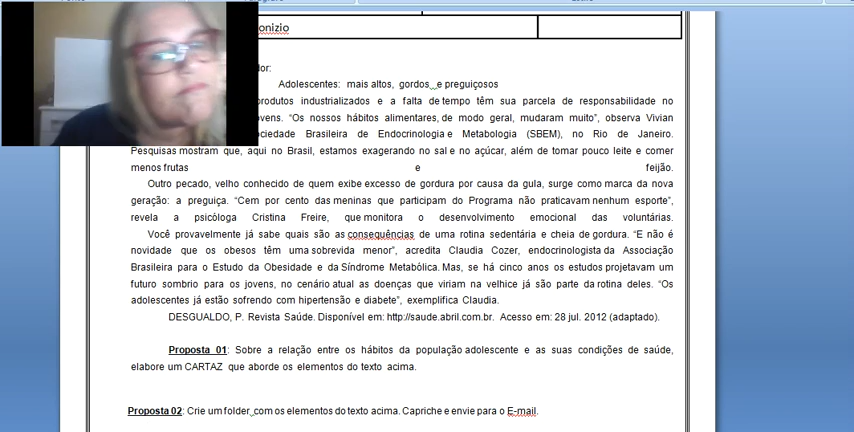 onizio
dor:
Adolescentes: mais altos, gordos e preguiçosos
produtos industrializados e a falta de tempo têm sua parcela de responsabilidade no
vens. “Os nossos hábitos alimentares, de modo geral, mudaram muito”, observa Vivian
ociedade Brasileira de Endocrinologia e Metabologia (SBEM), no Rio de Janeiro.
Pesquisas mostram que, aqui no Brasil, estamos exagerando no sal e no açúcar, além de tomar pouco leite e comer
menos frutas e feijão.
Outro pecado, velho conhecido de quem exibe excesso de gordura por causa da gula, surge como marca da nova
geração: a preguiça. “Cem por cento das meninas que participam do Programa não praticavam nenhum esporte”,
revela a psicóloga Cristina Freire, que monitora o desenvolvimento emocional das voluntárias.
Você provavelmente já sabe quais são as consequências de uma rotina sedentária e cheia de gordura. “E não é
novidade que os obesos têm uma sobrevida menor”, acredita Claudia Cozer, endocrinologista da Associação
Brasileira para o Estudo da Obesidade e da Síndrome Metabólica. Mas, se há cinco anos os estudos projetavam um
futuro sombrio para os jovens, no cenário atual as doenças que viriam na velhice já são parte da rotina deles. “Os
adolescentes já estão sofrendo com hipertensão e diabete”, exemplifica Claudia.
DESGUALDO, P. Revista Saúde. Disponível em: http://saude.abril.com.br. Acesso em: 28 jul. 2012 (adaptado).
Proposta 01: Sobre a relação entre os hábitos da população adolescente e as suas condições de saúde,
elabore um CARTAZ que aborde os elementos do texto acima.
Proposta 02: Crie um folder com os elementos do texto acima. Capriche e envie para o E-mail.